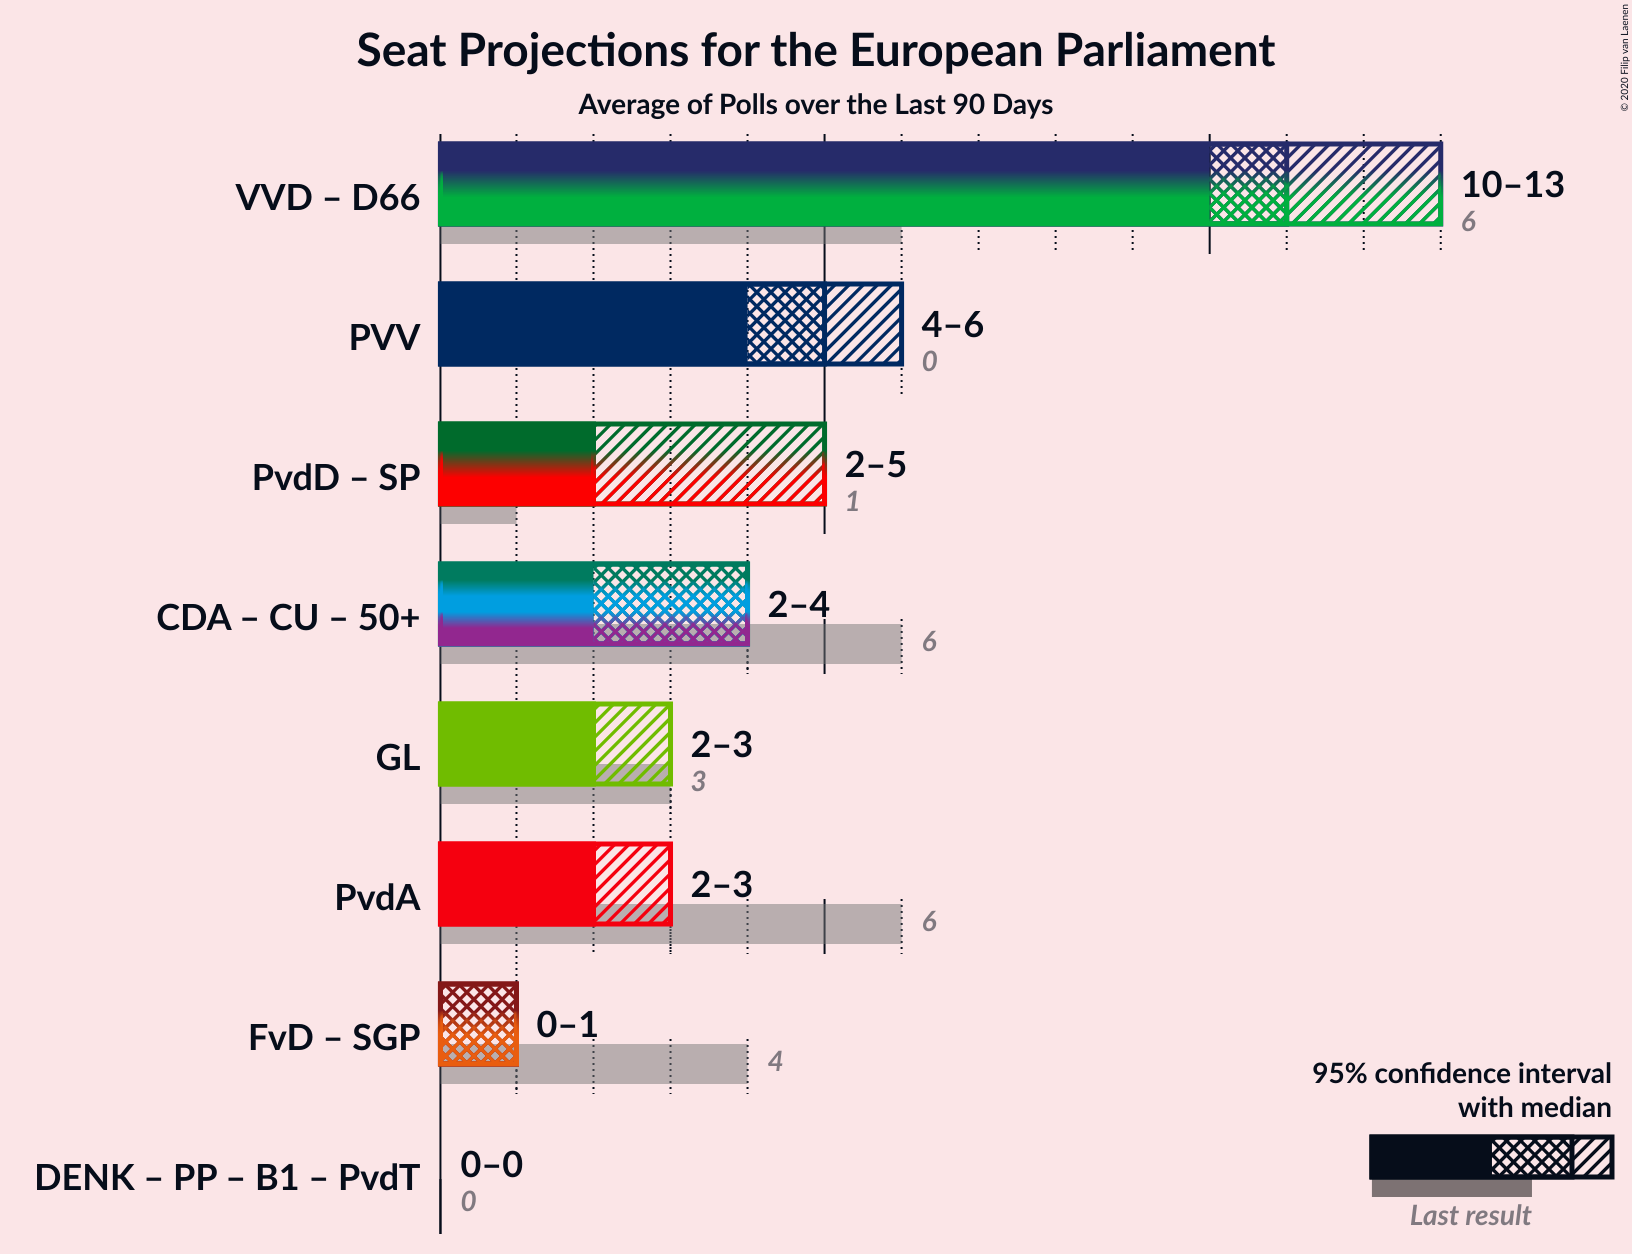 Seat Projections for the European Parliament
Average of Polls over the Last 90 Days
© 2020 Filip van Laenen
VVD – D66
10–13
6
PVV
4–6
0
PvdD – SP
2–5
1
CDA – CU – 50+
2–4
6
GL
2–3
3
PvdA
2–3
6
FvD – SGP
0–1
4
DENK – PP – B1 – PvdT
0–0
0
95% confidence interval
with median
Last result